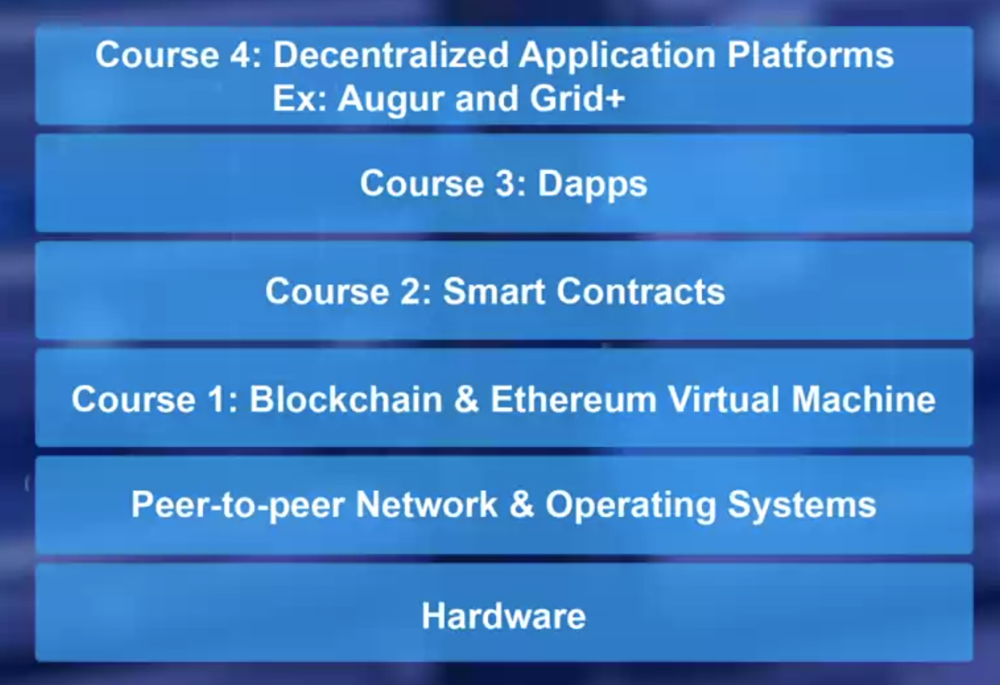 Course 4: Decentralized Application Platforms
Ex: Augur and Grid+
Course 3: Dapps
Course 2: Smart Contracts
Course 1: Blockchain & Ethereum Virtual Machine
Peer-to-peer Network & Operating Systems
Hardware